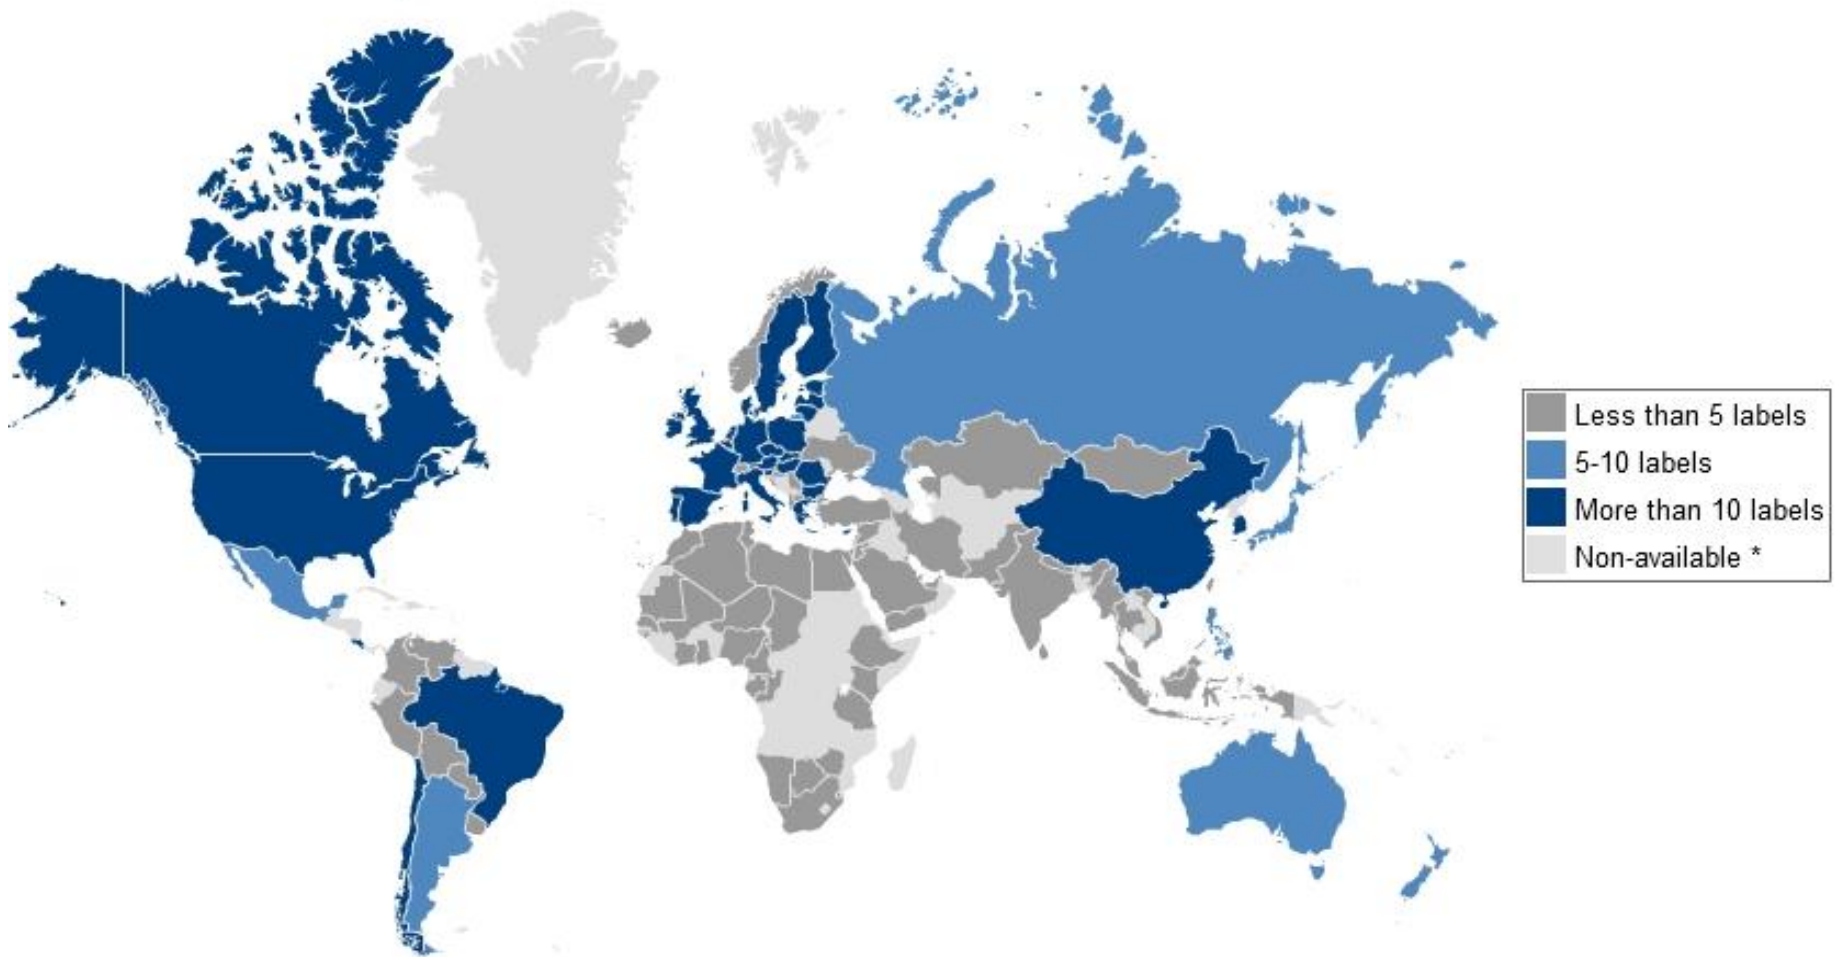 Less than 5 labels
5-10 labels
More than 10 labels
Non-available *